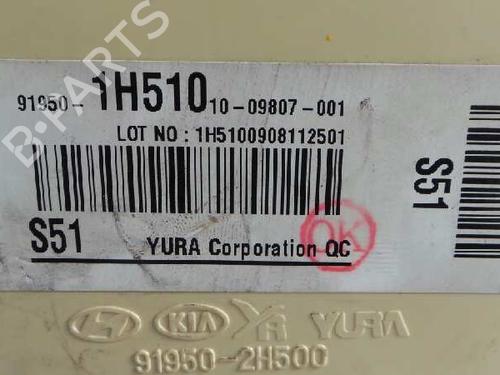 B-PARTS
91950-1H510 10-09807-001
LOT NO : 1H5100908112501
S51
YURA Corporation QC
OK
S51
KIA YURA
91950-2H500